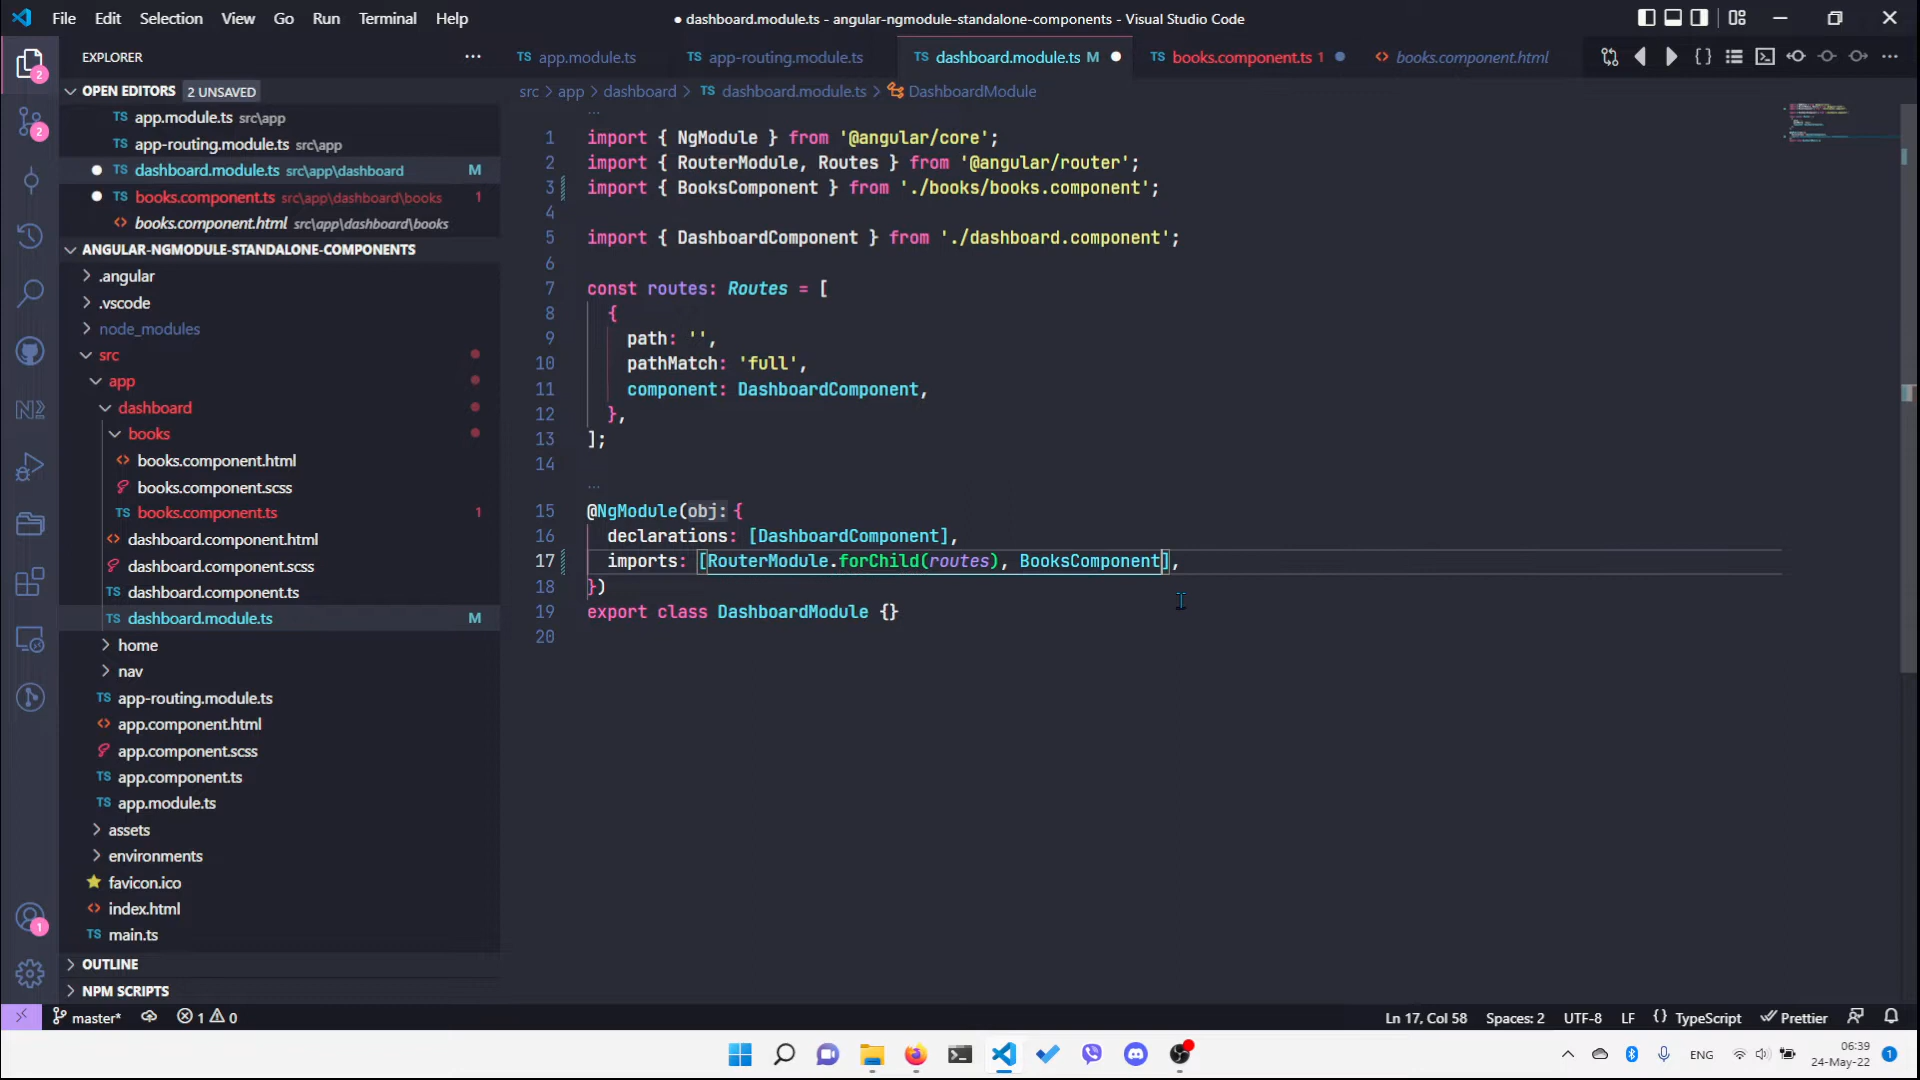 File Edit Selection View Go Run Terminal Help
● dashboard.module.ts - angular-ngmodule-standalone-components - Visual Studio Code
EXPLORER
OPEN EDITORS 2 UNSAVED
TS app.module.ts src\app
TS app-routing.module.ts src\app
TS dashboard.module.ts src\app\dashboard M
TS books.component.ts src\app\dashboard\books 1
<> books.component.html src\app\dashboard\books
ANGULAR-NGMODULE-STANDALONE-COMPONENTS
.angular
.vscode
node_modules
src
app
dashboard
books
<> books.component.html
books.component.scss
TS books.component.ts 1
<> dashboard.component.html
dashboard.component.scss
TS dashboard.component.ts
TS dashboard.module.ts M
home
nav
TS app-routing.module.ts
<> app.component.html
app.component.scss
TS app.component.ts
TS app.module.ts
assets
environments
favicon.ico
<> index.html
TS main.ts
OUTLINE
NPM SCRIPTS
2
2
1
TS app.module.ts
TS app-routing.module.ts
TS dashboard.module.ts M
TS books.component.ts 1
<> books.component.html
src > app > dashboard > TS dashboard.module.ts > DashboardModule
1 import { NgModule } from '@angular/core';
2 import { RouterModule, Routes } from '@angular/router';
3 import { BooksComponent } from './books/books.component';
4
5 import { DashboardComponent } from './dashboard.component';
6
7 const routes: Routes = [
8 {
9 path: '',
10 pathMatch: 'full',
11 component: DashboardComponent,
12 },
13 ];
14
15 @NgModule(obj: {
16 declarations: [DashboardComponent],
17 imports: [RouterModule.forChild(routes), BooksComponent],
18 })
19 export class DashboardModule {}
20
master* 1 0
Ln 17, Col 58 Spaces: 2 UTF-8 LF {} TypeScript Prettier
ENG
06:39
24-May-22
1